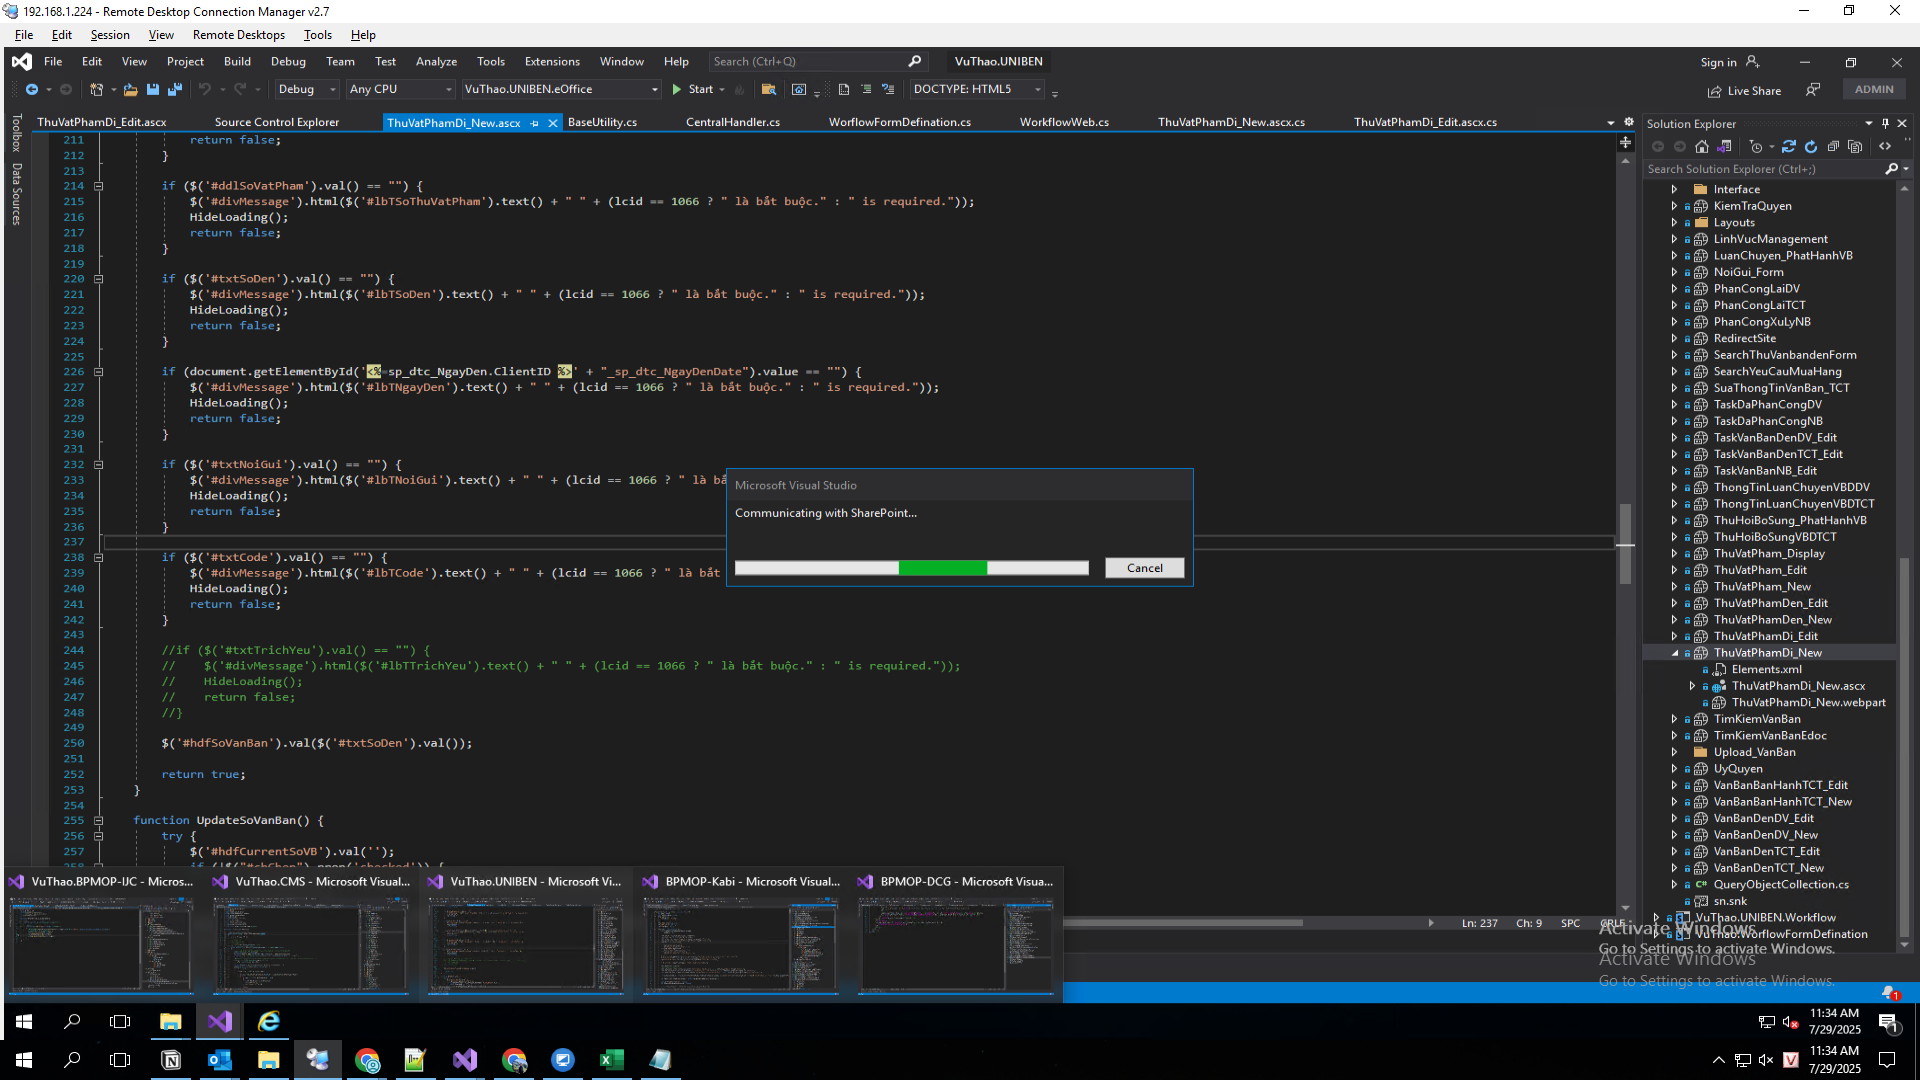 192.168.1.224 - Remote Desktop Connection Manager v2.7
File Edit Session View Remote Desktops Tools Help
File Edit View Project Build Debug Team Test Analyze Tools Extensions Window Help Search (Ctrl+Q) VuThao.UNIBEN Sign in
Debug Any CPU VuThao.UNIBEN.eOffice Start DOCTYPE: HTML5 Live Share ADMIN
ThuVatPhamDi_Edit.ascx Source Control Explorer ThuVatPhamDi_New.ascx BaseUtility.cs CentralHandler.cs WorlfowFormDefination.cs WorkflowWeb.cs ThuVatPhamDi_New.ascx.cs ThuVatPhamDi_Edit.ascx.cs
Toolbox
Data Sources
211 return false;
212 }
213
214 if ($('#ddlSoVatPham').val() == "") {
215 $('#divMessage').html($('#lbTSoThuVatPham').text() + " " + (lcid == 1066 ? " là bắt buộc." : " is required."));
216 HideLoading();
217 return false;
218 }
219
220 if ($('#txtSoDen').val() == "") {
221 $('#divMessage').html($('#lbTSoDen').text() + " " + (lcid == 1066 ? " là bắt buộc." : " is required."));
222 HideLoading();
223 return false;
224 }
225
226 if (document.getElementById('<%=sp_dtc_NgayDen.ClientID %>' + "_sp_dtc_NgayDenDate").value == "") {
227 $('#divMessage').html($('#lbTNgayDen').text() + " " + (lcid == 1066 ? " là bắt buộc." : " is required."));
228 HideLoading();
229 return false;
230 }
231
232 if ($('#txtNoiGui').val() == "") {
233 $('#divMessage').html($('#lbTNoiGui').text() + " " + (lcid == 1066 ? " là bắ
234 HideLoading();
235 return false;
236 }
237
238 if ($('#txtCode').val() == "") {
239 $('#divMessage').html($('#lbTCode').text() + " " + (lcid == 1066 ? " là bắt
240 HideLoading();
241 return false;
242 }
243
244 //if ($('#txtTrichYeu').val() == "") {
245 // $('#divMessage').html($('#lbTTrichYeu').text() + " " + (lcid == 1066 ? " là bắt buộc." : " is required."));
246 // HideLoading();
247 // return false;
248 //}
249
250 $('#hdfSoVanBan').val($('#txtSoDen').val());
251
252 return true;
253 }
254
255 function UpdateSoVanBan() {
256 try {
257 $('#hdfCurrentSoVB').val('');
Microsoft Visual Studio
Communicating with SharePoint...
Cancel
Solution Explorer
Search Solution Explorer (Ctrl+;)
Interface
KiemTraQuyen
Layouts
LinhVucManagement
LuanChuyen_PhatHanhVB
NoiGui_Form
PhanCongLaiDV
PhanCongLaiTCT
PhanCongXuLyNB
RedirectSite
SearchThuVanbandenForm
SearchYeuCauMuaHang
SuaThongTinVanBan_TCT
TaskDaPhanCongDV
TaskDaPhanCongNB
TaskVanBanDenDV_Edit
TaskVanBanDenTCT_Edit
TaskVanBanNB_Edit
ThongTinLuanChuyenVBDDV
ThongTinLuanChuyenVBDTCT
ThuHoiBoSung_PhatHanhVB
ThuHoiBoSungVBDTCT
ThuVatPham_Display
ThuVatPham_Edit
ThuVatPham_New
ThuVatPhamDen_Edit
ThuVatPhamDen_New
ThuVatPhamDi_Edit
ThuVatPhamDi_New
Elements.xml
ThuVatPhamDi_New.ascx
ThuVatPhamDi_New.webpart
TimKiemVanBan
TimKiemVanBanEdoc
Upload_VanBan
UyQuyen
VanBanBanHanhTCT_Edit
VanBanBanHanhTCT_New
VanBanDenDV_Edit
VanBanDenDV_New
VanBanDenTCT_Edit
VanBanDenTCT_New
QueryObjectCollection.cs
sn.snk
VuThao.UNIBEN.Workflow
VuThao.WorlfowFormDefination
VuThao.BPMOP-IJC - Micros... VuThao.CMS - Microsoft Visual... VuThao.UNIBEN - Microsoft Vi... BPMOP-Kabi - Microsoft Visual... BPMOP-DCG - Microsoft Visua...
Ln: 237 Ch: 9 SPC CRLF
Activate Windows
Go to Settings to activate Windows.
Activate Windows
Go to Settings to activate Windows.
1
11:34 AM
7/29/2025
1
11:34 AM
7/29/2025